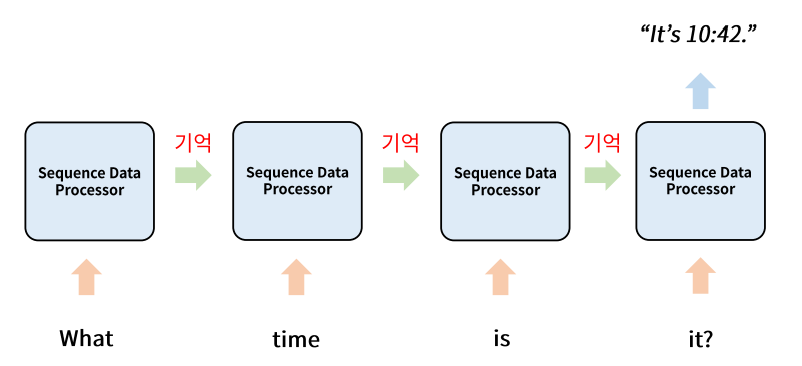 “It’s 10:42.”
기억
기억
기억
Sequence Data
Processor
Sequence Data
Processor
Sequence Data
Processor
Sequence Data
Processor
What
time
is
it?